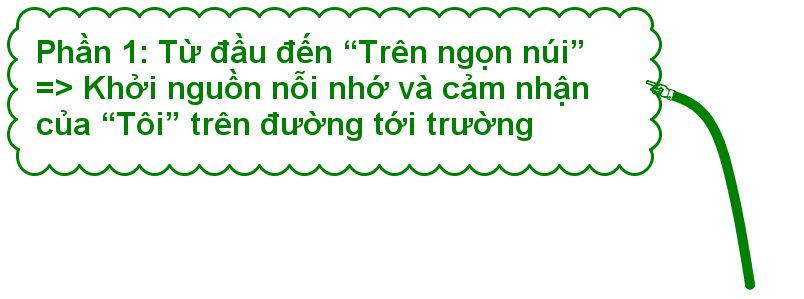 Phần 1: Từ đầu đến “Trên ngọn núi”
=> Khởi nguồn nỗi nhớ và cảm nhận
của “Tôi” trên đường tới trường